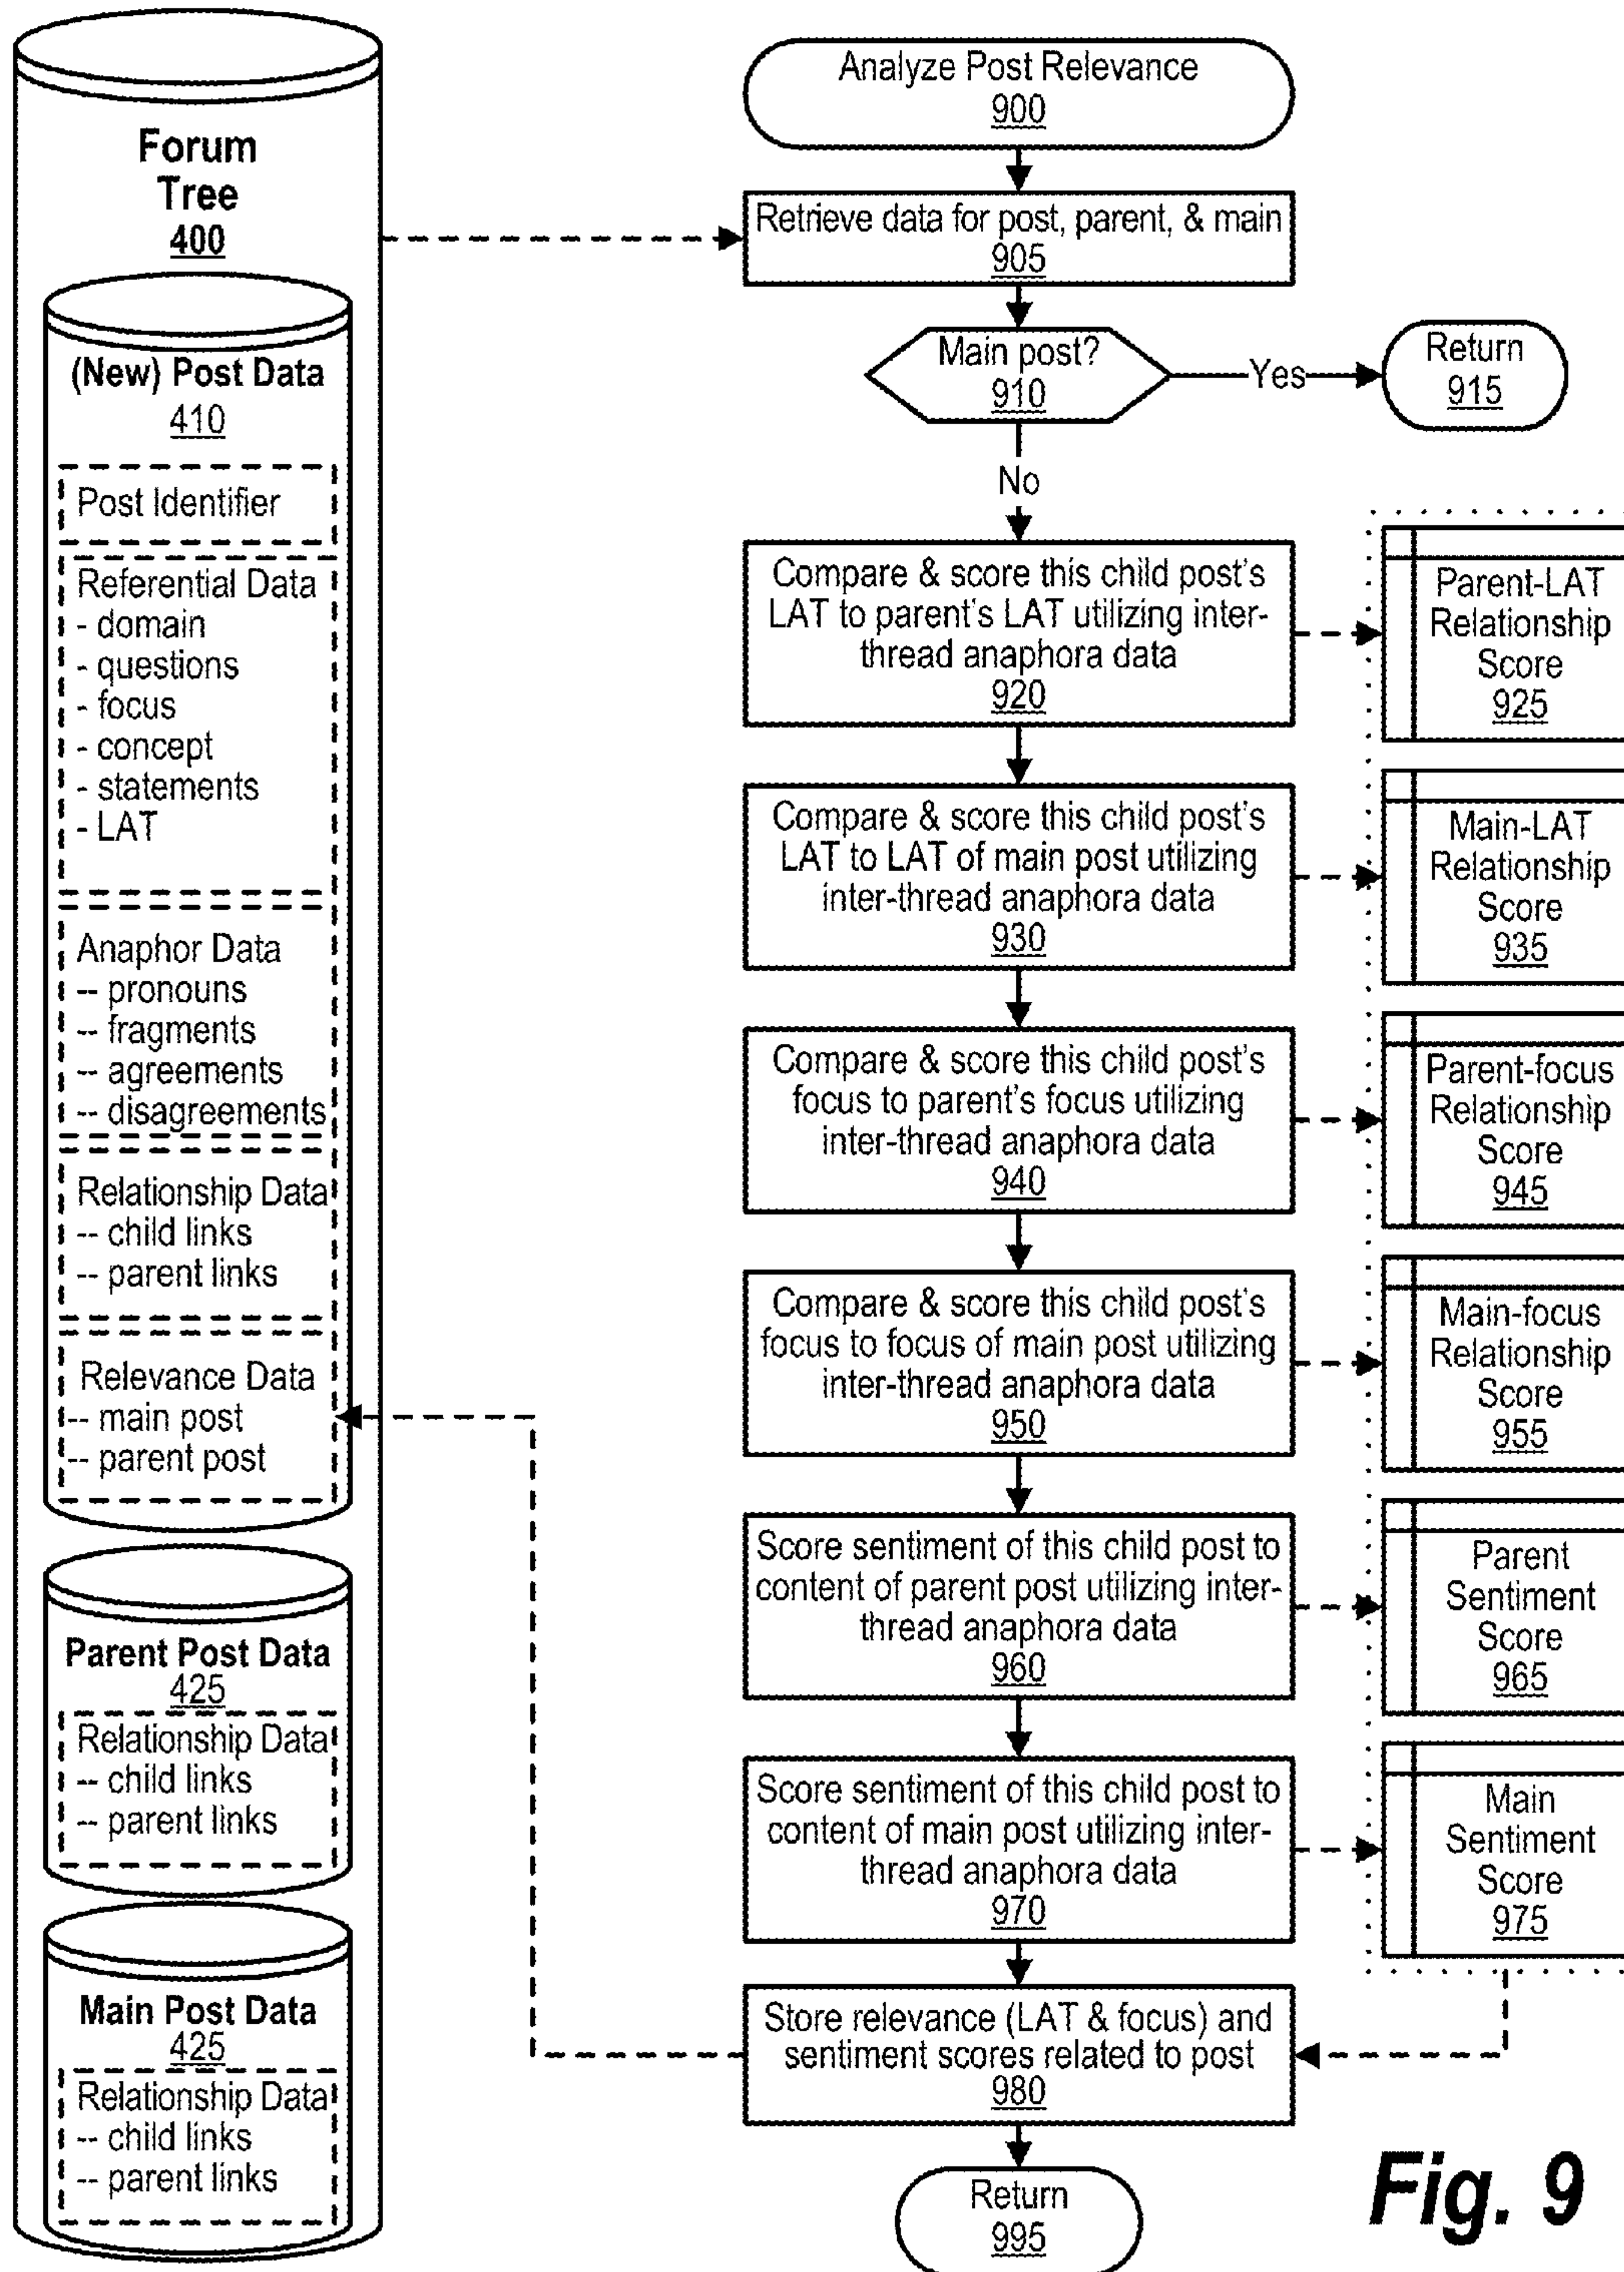 Forum
Tree
400
(New) Post Data
410
Post Identifier
Referential Data
- domain
- questions
- focus
- concept
- statements
- LAT
Anaphor Data
-- pronouns
-- fragments
-- agreements
-- disagreements
Relationship Data
-- child links
-- parent links
Relevance Data
-- main post
-- parent post
Parent Post Data
425
Relationship Data
-- child links
-- parent links
Main Post Data
425
Relationship Data
-- child links
-- parent links
Analyze Post Relevance
900
Retrieve data for post, parent, & main
905
Main post?
910
Yes
Return
915
No
Compare & score this child post's
LAT to parent's LAT utilizing inter-
thread anaphora data
920
Parent-LAT
Relationship
Score
925
Compare & score this child post's
LAT to LAT of main post utilizing
inter-thread anaphora data
930
Main-LAT
Relationship
Score
935
Compare & score this child post's
focus to parent's focus utilizing
inter-thread anaphora data
940
Parent-focus
Relationship
Score
945
Compare & score this child post's
focus to focus of main post utilizing
inter-thread anaphora data
950
Main-focus
Relationship
Score
955
Score sentiment of this child post to
content of parent post utilizing inter-
thread anaphora data
960
Parent
Sentiment
Score
965
Score sentiment of this child post to
content of main post utilizing inter-
thread anaphora data
970
Main
Sentiment
Score
975
Store relevance (LAT & focus) and
sentiment scores related to post
980
Return
995
Fig. 9